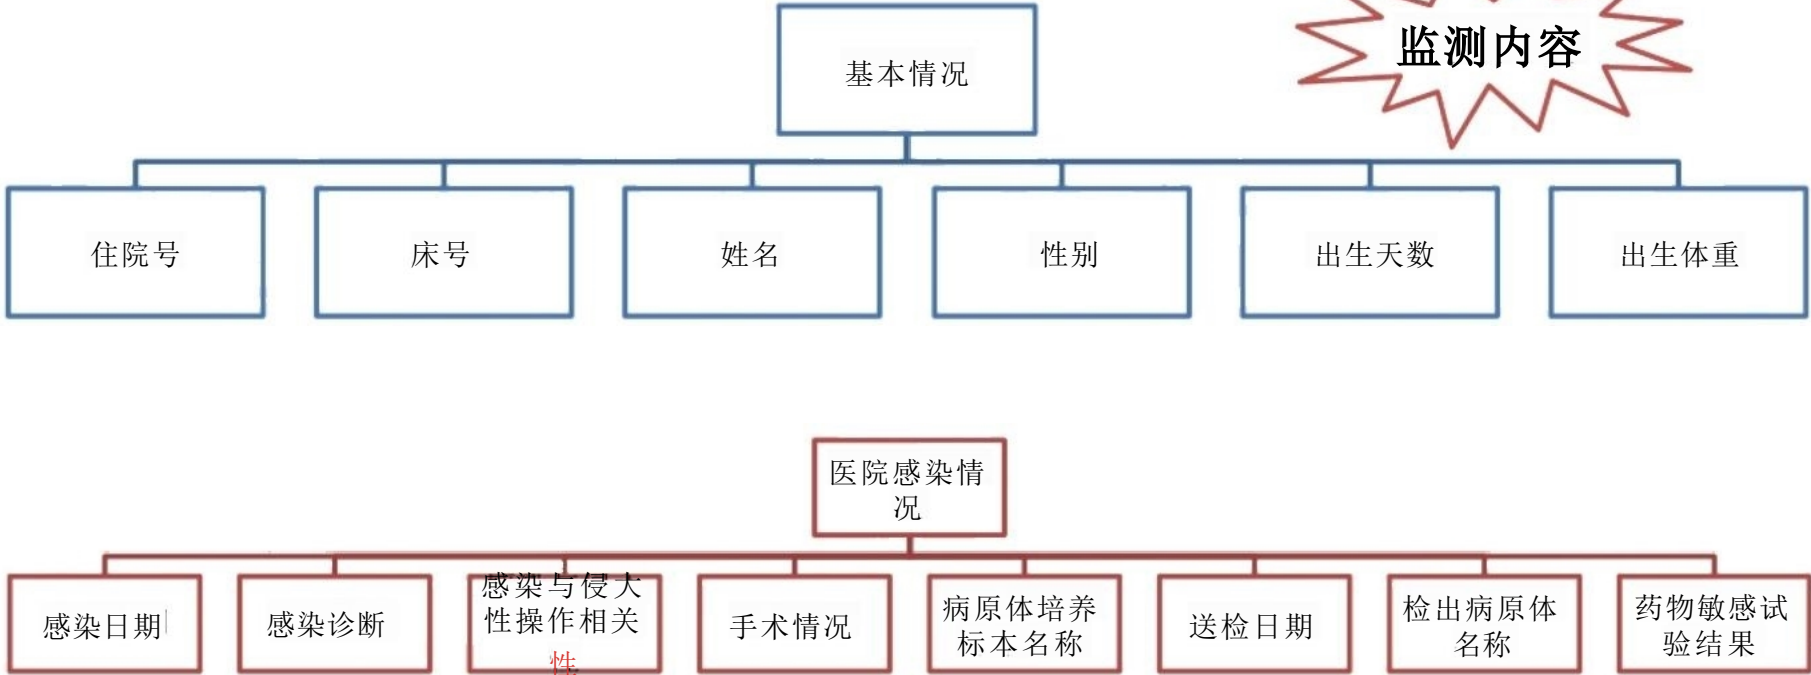 监测内容
基本情况
住院号
床号
姓名
性别
出生天数
出生体重
医院感染情
况
感染日期
感染诊断
感染与侵大
性操作相关
性
手术情况
病原体培养
标本名称
送检日期
检出病原体
名称
药物敏感试
验结果